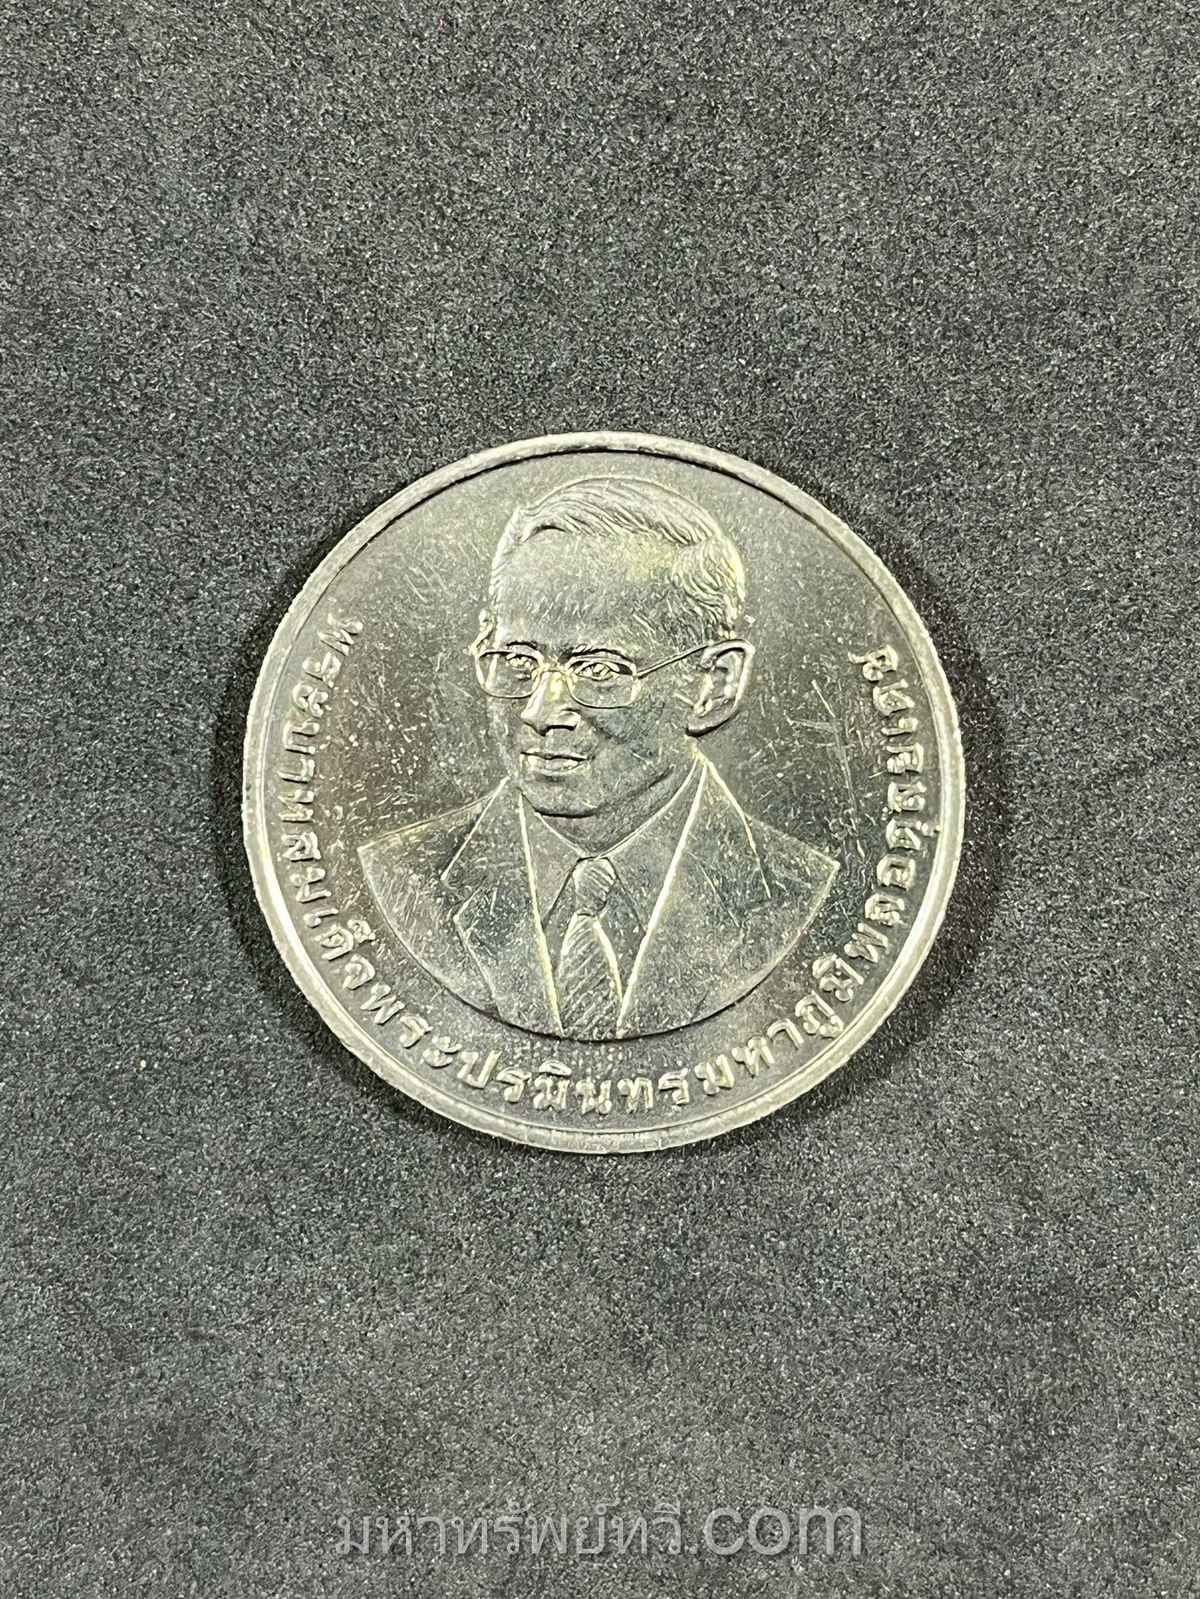 พระบาทสมเด็จพระปรมินทรมหาภูมิพลอดุลยเดช
มหาทรัพย์ทวี.com